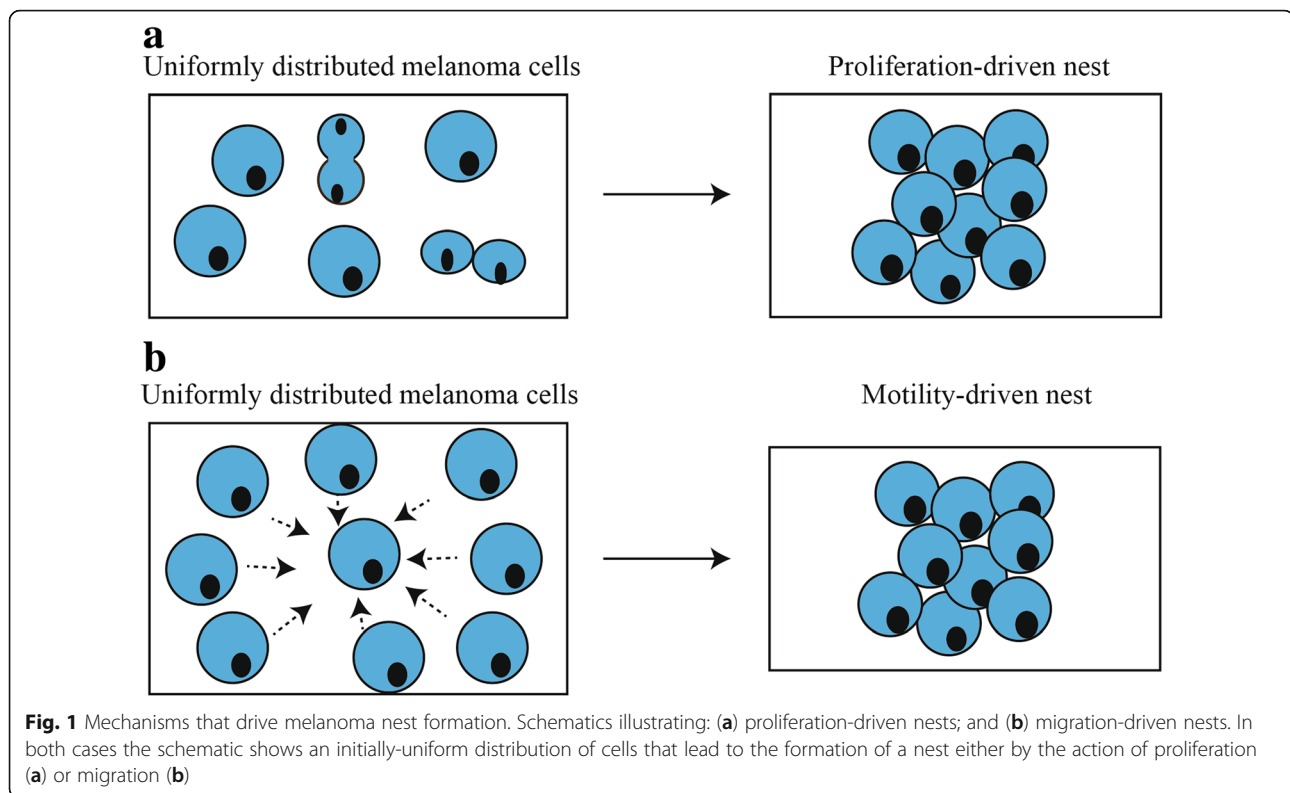 a
Uniformly distributed melanoma cells
Proliferation-driven nest
b
Uniformly distributed melanoma cells
Motility-driven nest
Fig. 1 Mechanisms that drive melanoma nest formation. Schematics illustrating: (a) proliferation-driven nests; and (b) migration-driven nests. In
both cases the schematic shows an initially-uniform distribution of cells that lead to the formation of a nest either by the action of proliferation
(a) or migration (b)